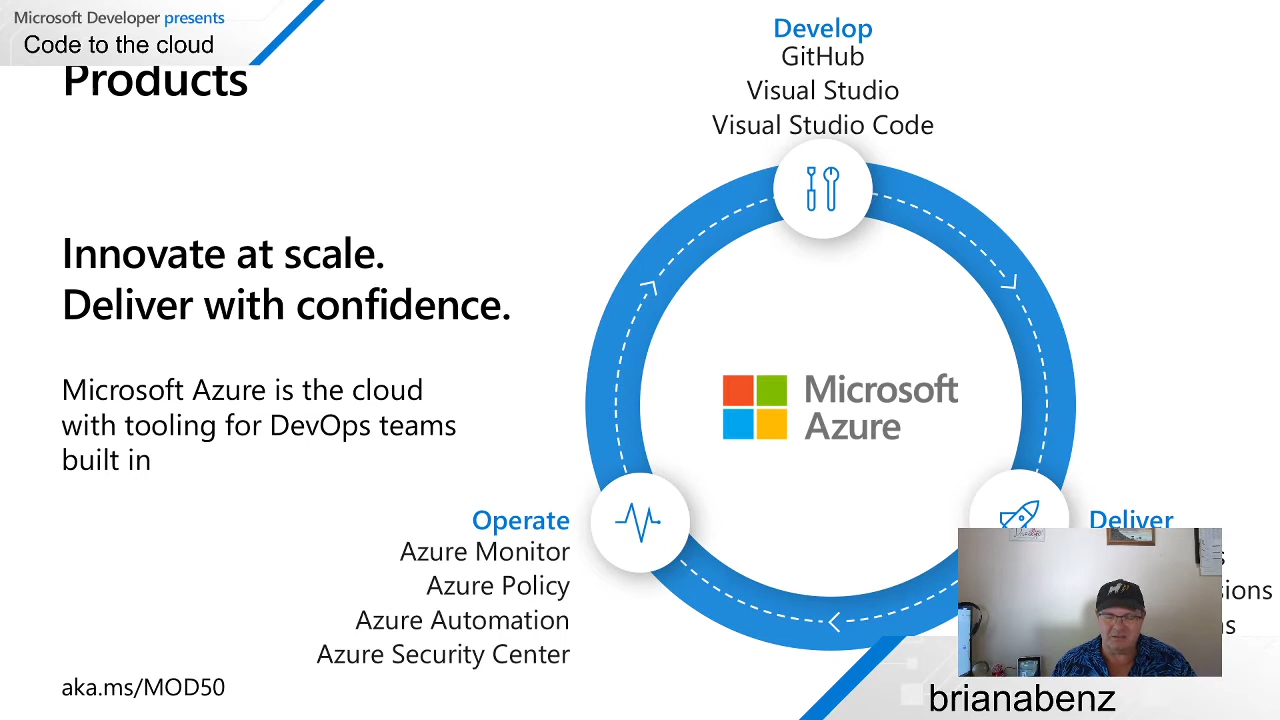 Microsoft Developer presents
Code to the cloud
Products
Innovate at scale.
Deliver with confidence.
Microsoft Azure is the cloud
with tooling for DevOps teams
built in
Develop
GitHub
Visual Studio
Visual Studio Code
Microsoft
Azure
Operate
Azure Monitor
Azure Policy
Azure Automation
Azure Security Center
Deliver
aka.ms/MOD50
brianabenz